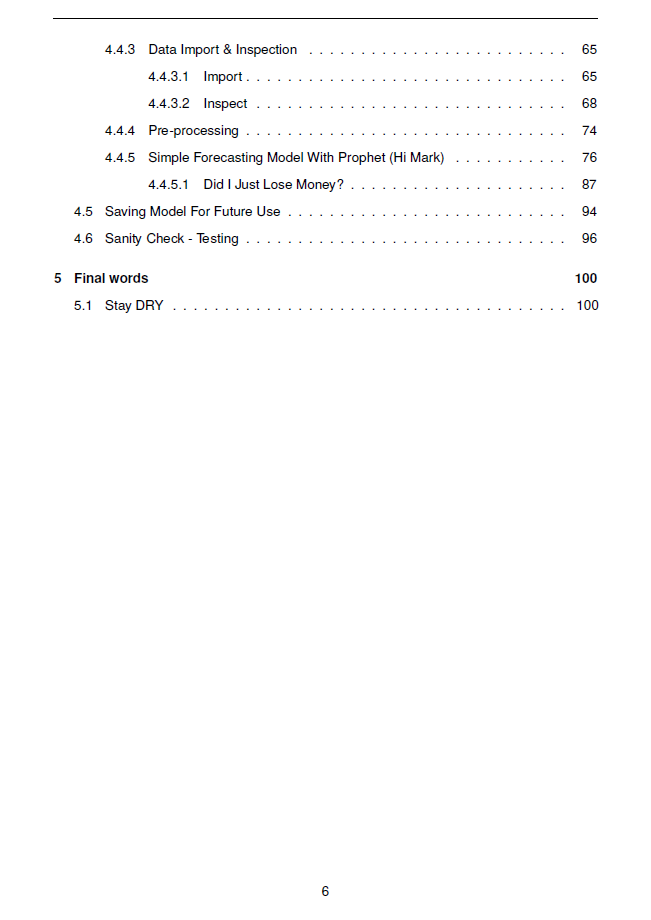 4.4.3 Data Import & Inspection . . . . . . . . . . . . . . . . . . . . . . . . . 65
4.4.3.1 Import . . . . . . . . . . . . . . . . . . . . . . . . . . . . . . . 65
4.4.3.2 Inspect . . . . . . . . . . . . . . . . . . . . . . . . . . . . . . 68
4.4.4 Pre-processing . . . . . . . . . . . . . . . . . . . . . . . . . . . . . . . 74
4.4.5 Simple Forecasting Model With Prophet (Hi Mark) . . . . . . . . . . . 76
4.4.5.1 Did I Just Lose Money? . . . . . . . . . . . . . . . . . . . . . 87
4.5 Saving Model For Future Use . . . . . . . . . . . . . . . . . . . . . . . . . . . 94
4.6 Sanity Check - Testing . . . . . . . . . . . . . . . . . . . . . . . . . . . . . . . 96
5 Final words 100
5.1 Stay DRY . . . . . . . . . . . . . . . . . . . . . . . . . . . . . . . . . . . . . . 100
6